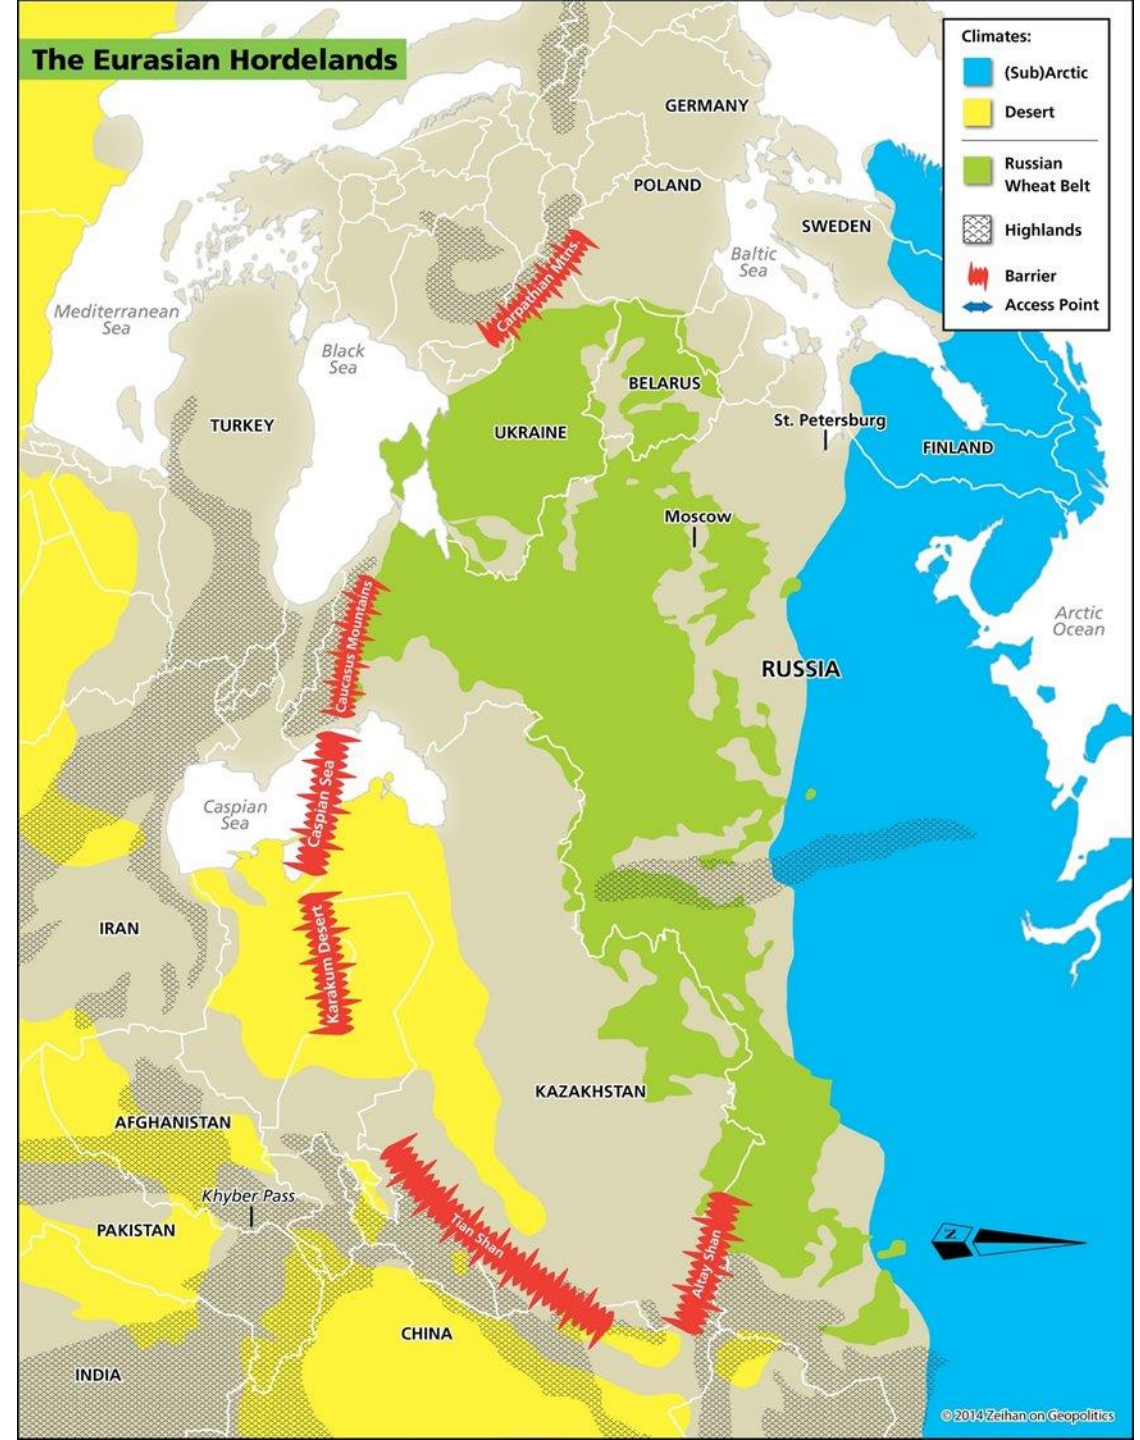 The Eurasian Hordelands
Climates:
(Sub)Arctic
Desert
Russian
Wheat Belt
Highlands
Barrier
Access Point
GERMANY
POLAND
SWEDEN
Baltic
Sea
Carpathian Mtns.
Mediterranean
Sea
Black
Sea
BELARUS
TURKEY
UKRAINE
St. Petersburg
FINLAND
Moscow
Arctic
Ocean
Caucasus Mountains
RUSSIA
Caspian
Sea
Caspian Sea
IRAN
Karakum Desert
KAZAKHSTAN
AFGHANISTAN
Khyber Pass
PAKISTAN
Tian Shan
Altay Shan
N
CHINA
INDIA
© 2014 Zeihan on Geopolitics